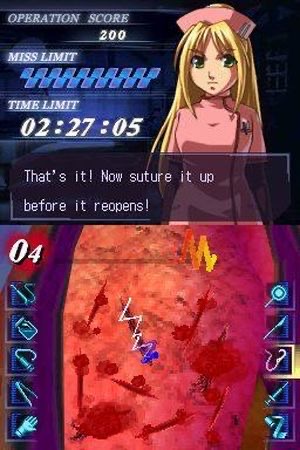 OPERATION SCORE
200
MISS LIMIT
TIME LIMIT
02:27:05
That's it! Now suture it up
before it reopens!
04